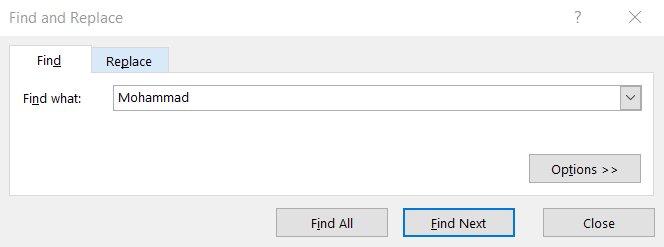 Find and Replace ?
Find Replace
Find what: Mohammad
Options >>
Find All Find Next Close